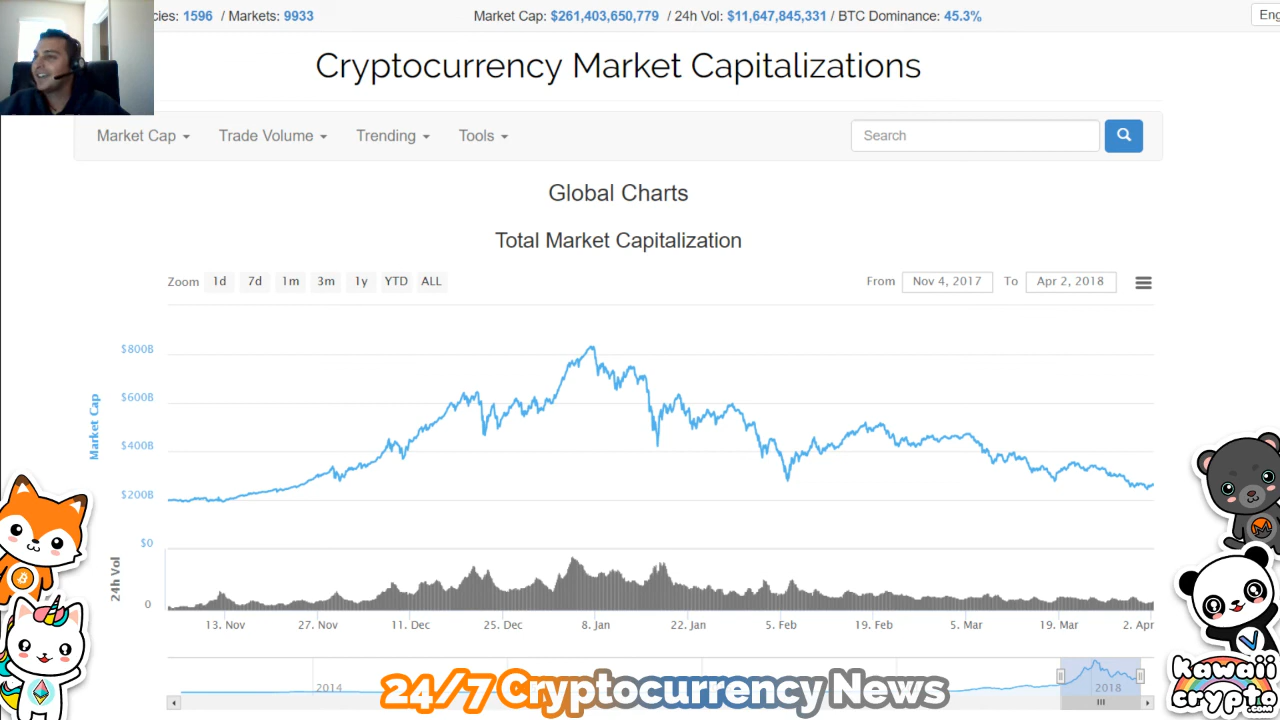 cies: 1596 / Markets: 9933 Market Cap: $261,403,650,779 / 24h Vol: $11,647,845,331 / BTC Dominance: 45.3% Eng
Cryptocurrency Market Capitalizations
Market Cap Trade Volume Trending Tools Search
Global Charts
Total Market Capitalization
Zoom 1d 7d 1m 3m 1y YTD ALL From Nov 4, 2017 To Apr 2, 2018
$800B
$600B
$400B
$200B
$0
Market Cap
24h Vol
0
13. Nov 27. Nov 11. Dec 25. Dec 8. Jan 22. Jan 5. Feb 19. Feb 5. Mar 19. Mar 2. Apr
2014 2018
24/7 Cryptocurrency News
kawaii
crypto
.com